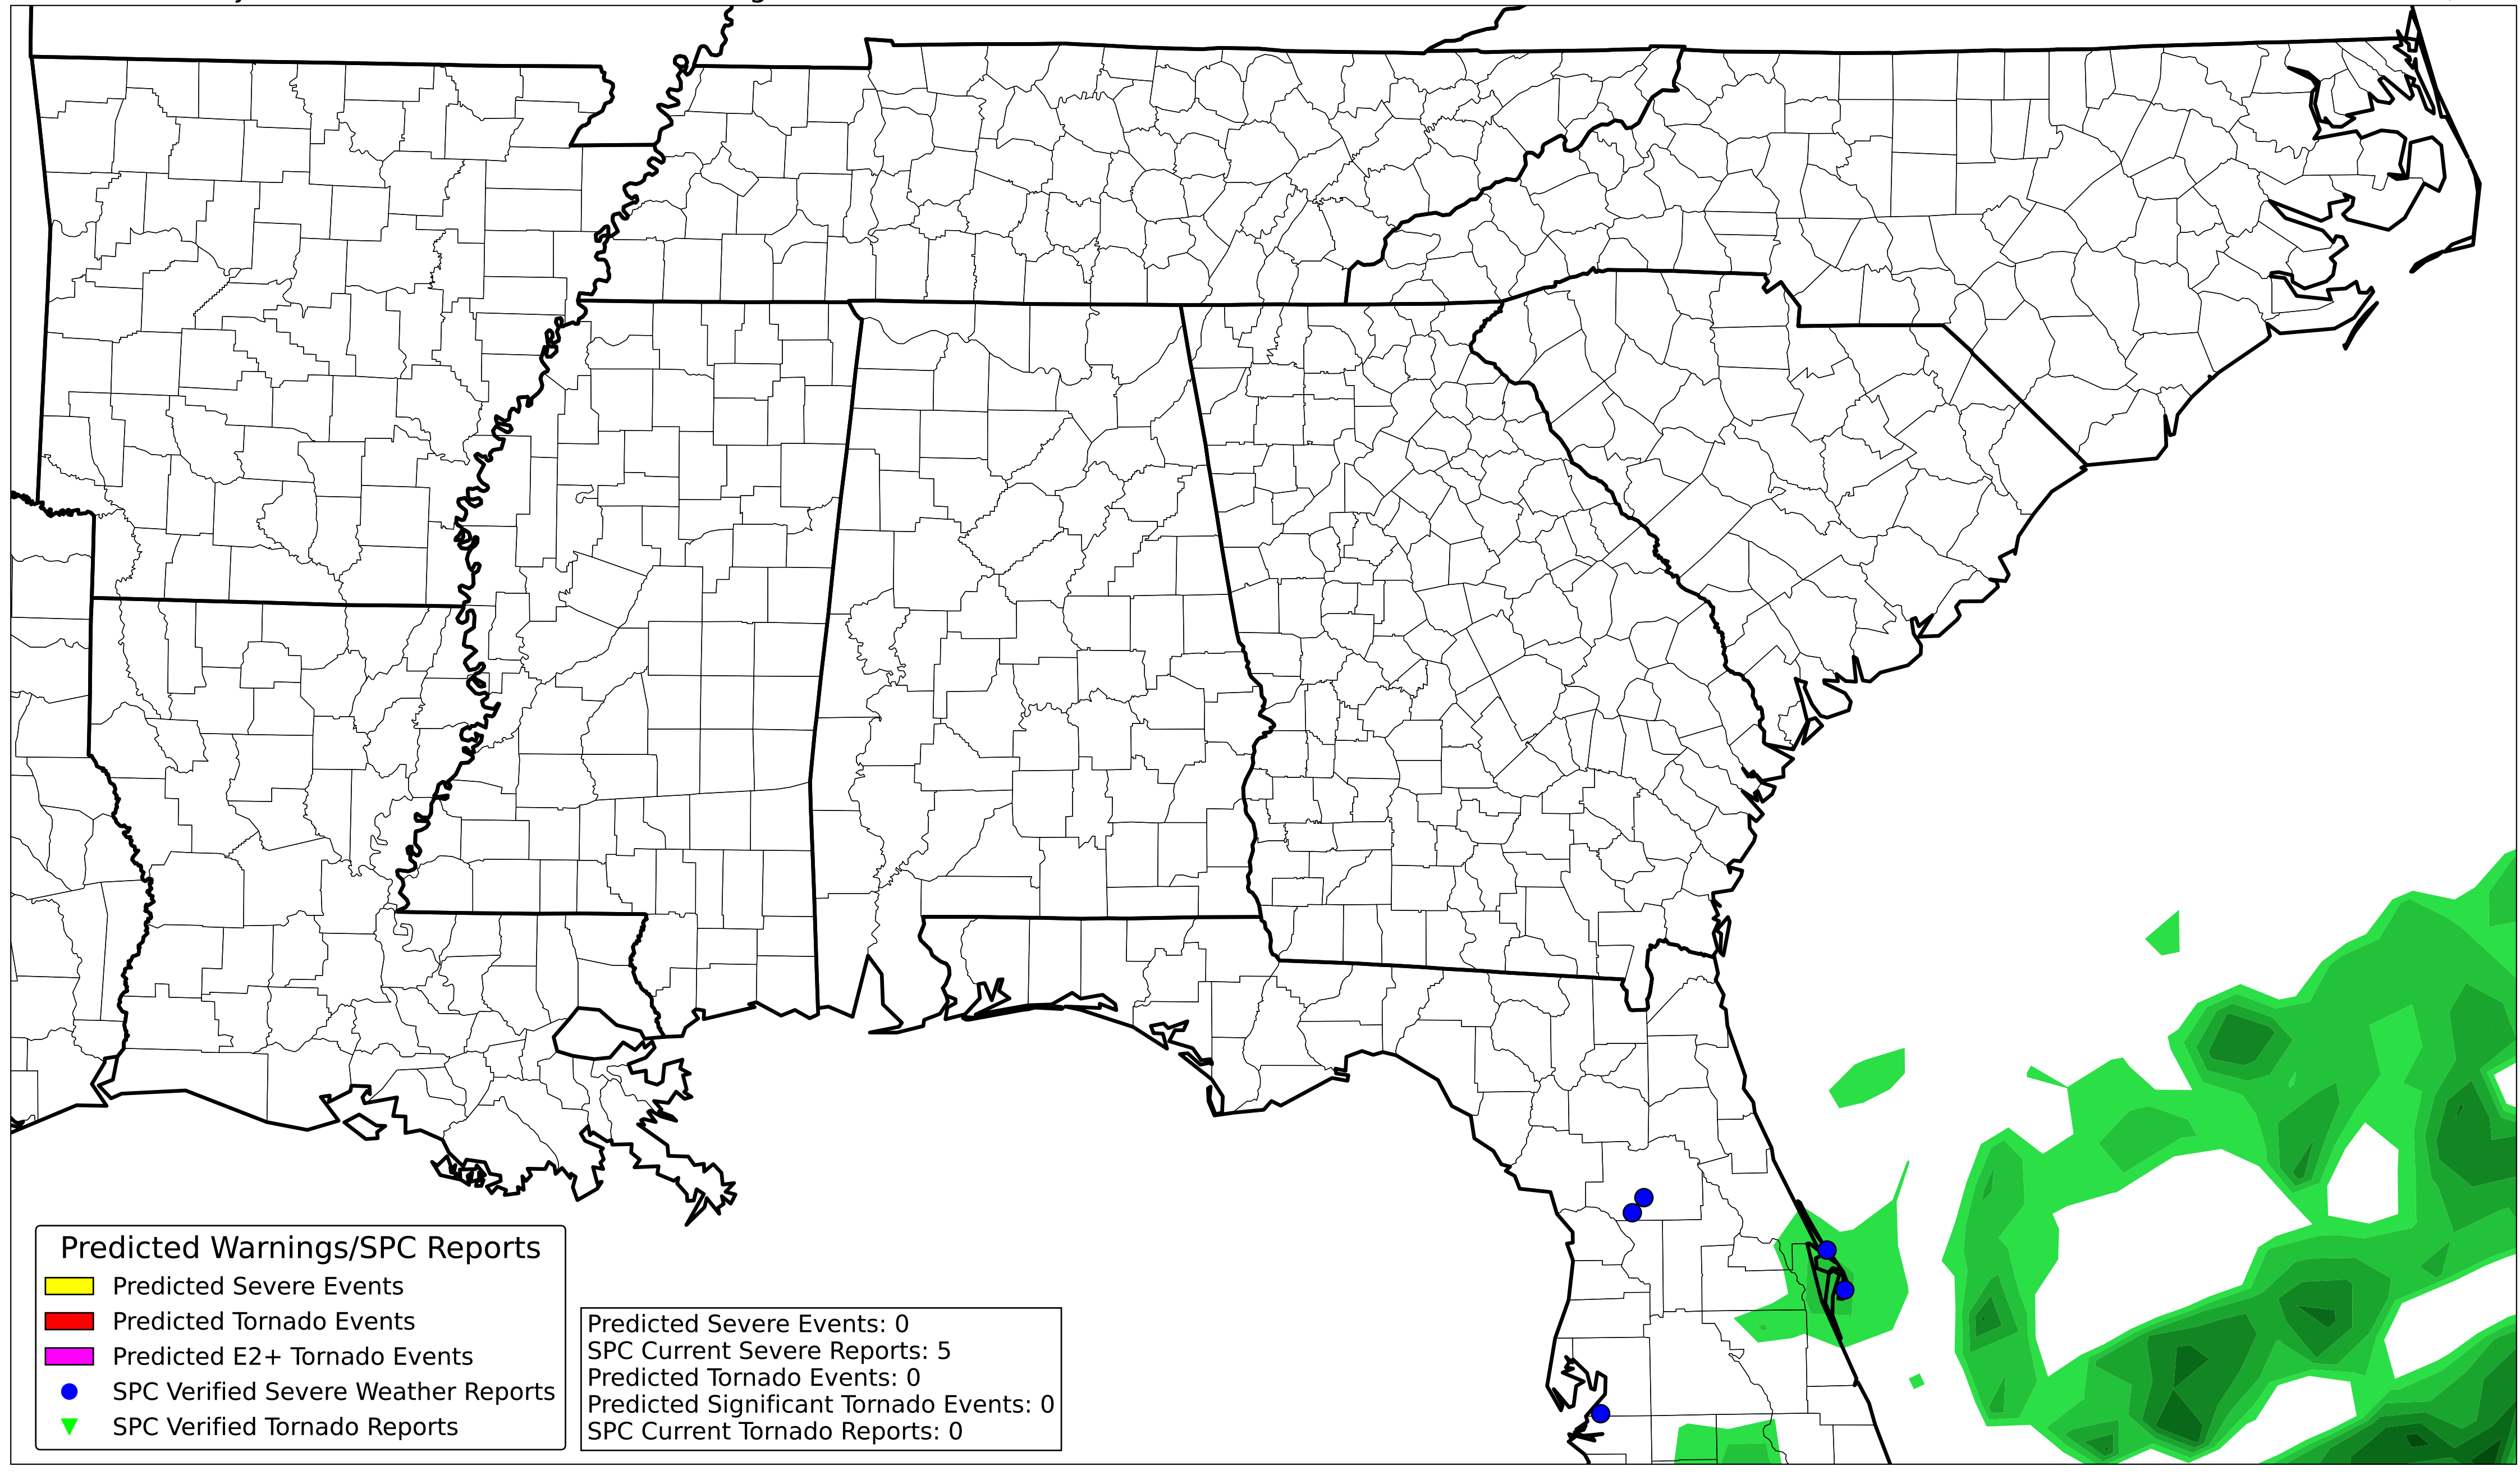 Predicted Warnings/SPC Reports
Predicted Severe Events
Predicted Tornado Events
Predicted E2+ Tornado Events
SPC Verified Severe Weather Reports
SPC Verified Tornado Reports
Predicted Severe Events: 0
SPC Current Severe Reports: 5
Predicted Tornado Events: 0
Predicted Significant Tornado Events: 0
SPC Current Tornado Reports: 0